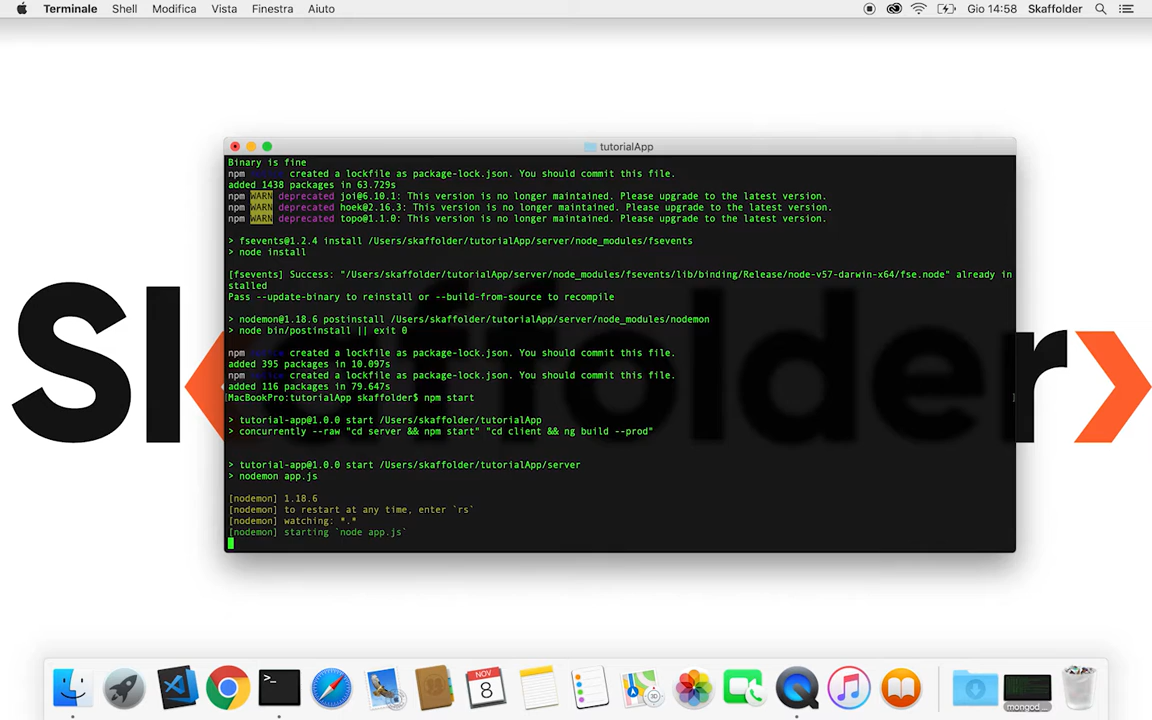 Terminale Shell Modifica Vista Finestra Aiuto Gio 14:58 Skaffolder
tutorialApp
Binary is fine
npm created a lockfile as package-lock.json. You should commit this file.
added 1438 packages in 63.729s
npm WARN deprecated joi@6.10.1: This version is no longer maintained. Please upgrade to the latest version.
npm WARN deprecated hoek@2.16.3: This version is no longer maintained. Please upgrade to the latest version.
npm WARN deprecated topo@1.1.0: This version is no longer maintained. Please upgrade to the latest version.
> fsevents@1.2.4 install /Users/skaffolder/tutorialApp/server/node_modules/fsevents
> node install
[fsevents] Success: "/Users/skaffolder/tutorialApp/server/node_modules/fsevents/lib/binding/Release/node-v57-darwin-x64/fse.node" already in
stalled
Pass --update-binary to reinstall or --build-from-source to recompile
> nodemon@1.18.6 postinstall /Users/skaffolder/tutorialApp/server/node_modules/nodemon
> node bin/postinstall || exit 0
npm created a lockfile as package-lock.json. You should commit this file.
added 395 packages in 10.097s
npm created a lockfile as package-lock.json. You should commit this file.
added 116 packages in 79.647s
[MacBookPro:tutorialApp skaffolder$ npm start ]
> tutorial-app@1.0.0 start /Users/skaffolder/tutorialApp
> concurrently --raw "cd server && npm start" "cd client && ng build --prod"
> tutorial-app@1.0.0 start /Users/skaffolder/tutorialApp/server
> nodemon app.js
[nodemon] 1.18.6
[nodemon] to restart at any time, enter `rs`
[nodemon] watching: *.*
[nodemon] starting `node app.js`
Sk<affolder>
>_
NOV
8
3D
mongod...